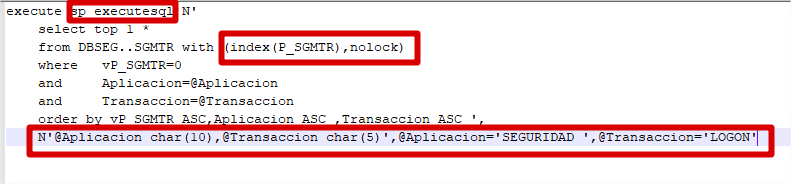 execute sp_executesql N'
select top 1 *
from DBSEG..SGMTR with (index(P_SGMTR),nolock)
where vP_SGMTR=0
and Aplicacion=@Aplicacion
and Transaccion=@Transaccion
order by vP_SGMTR ASC,Aplicacion ASC ,Transaccion ASC ',
N'@Aplicacion char(10),@Transaccion char(5)',@Aplicacion='SEGURIDAD ',@Transaccion='LOGON'